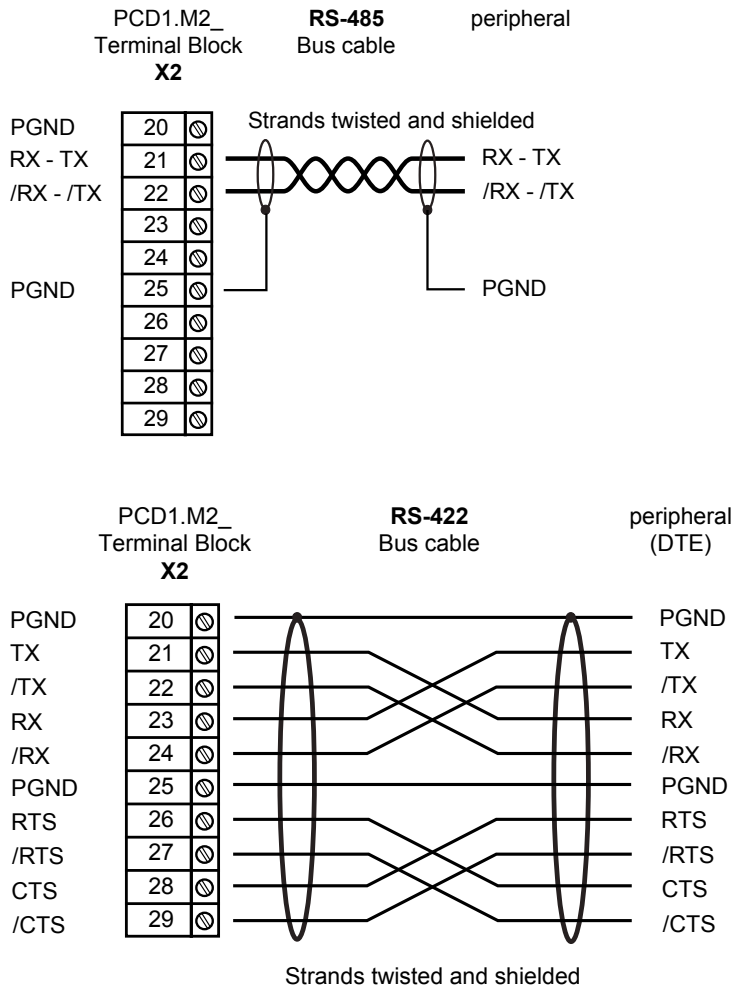 PCD1.M2_ RS-485 peripheral
Terminal Block Bus cable
X2
Strands twisted and shielded
PGND 20
RX - TX 21 RX - TX
/RX - /TX 22 /RX - /TX
23
24
PGND 25 PGND
26
27
28
29
PCD1.M2_ RS-422 peripheral
Terminal Block Bus cable (DTE)
X2
PGND 20 PGND
TX 21 TX
/TX 22 /TX
RX 23 RX
/RX 24 /RX
PGND 25 PGND
RTS 26 RTS
/RTS 27 /RTS
CTS 28 CTS
/CTS 29 /CTS
Strands twisted and shielded